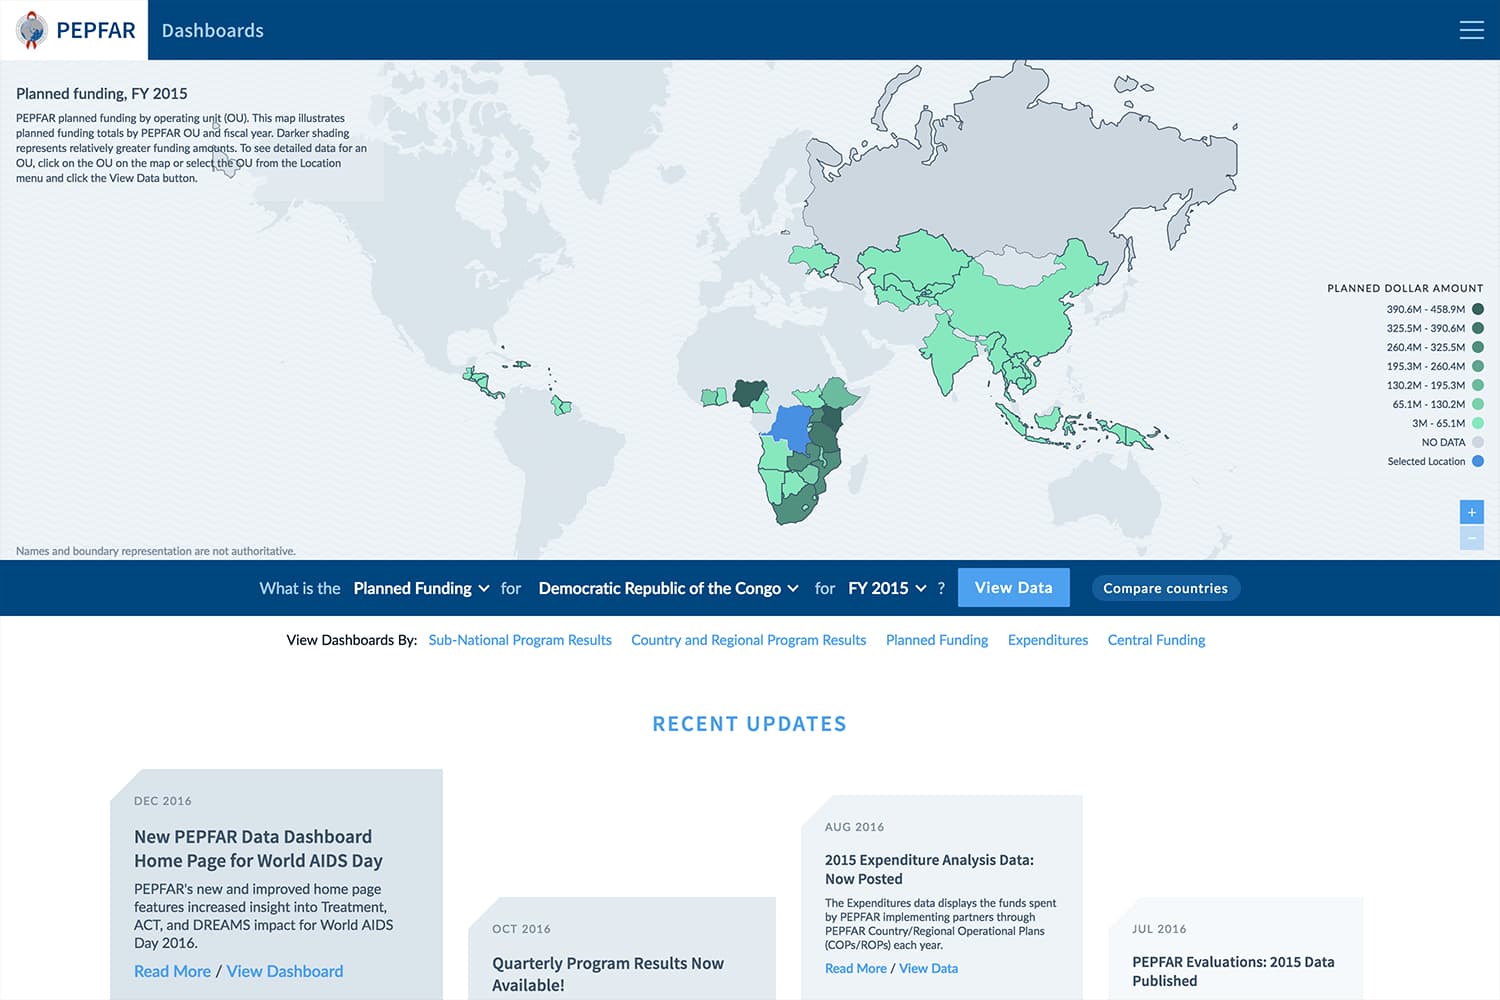 PEPFAR Dashboards
Planned funding, FY 2015
PEPFAR planned funding by operating unit (OU). This map illustrates
planned funding totals by PEPFAR OU and fiscal year. Darker shading
represents relatively greater funding amounts. To see detailed data for an
OU, click on the OU on the map or select the OU from the Location
menu and click the View Data button.
PLANNED DOLLAR AMOUNT
390.6M - 458.9M
325.5M - 390.6M
260.4M - 325.5M
195.3M - 260.4M
130.2M - 195.3M
65.1M - 130.2M
3M - 65.1M
NO DATA
Selected Location
+
−
Names and boundary representation are not authoritative.
What is the Planned Funding for Democratic Republic of the Congo for FY 2015 ? View Data Compare countries
View Dashboards By: Sub-National Program Results Country and Regional Program Results Planned Funding Expenditures Central Funding
RECENT UPDATES
DEC 2016
New PEPFAR Data Dashboard
Home Page for World AIDS Day
PEPFAR's new and improved home page
features increased insight into Treatment,
ACT, and DREAMS impact for World AIDS
Day 2016.
Read More / View Dashboard
OCT 2016
Quarterly Program Results Now
Available!
AUG 2016
2015 Expenditure Analysis Data:
Now Posted
The Expenditures data displays the funds spent
by PEPFAR implementing partners through
PEPFAR Country/Regional Operational Plans
(COPs/ROPs) each year.
Read More / View Data
JUL 2016
PEPFAR Evaluations: 2015 Data
Published